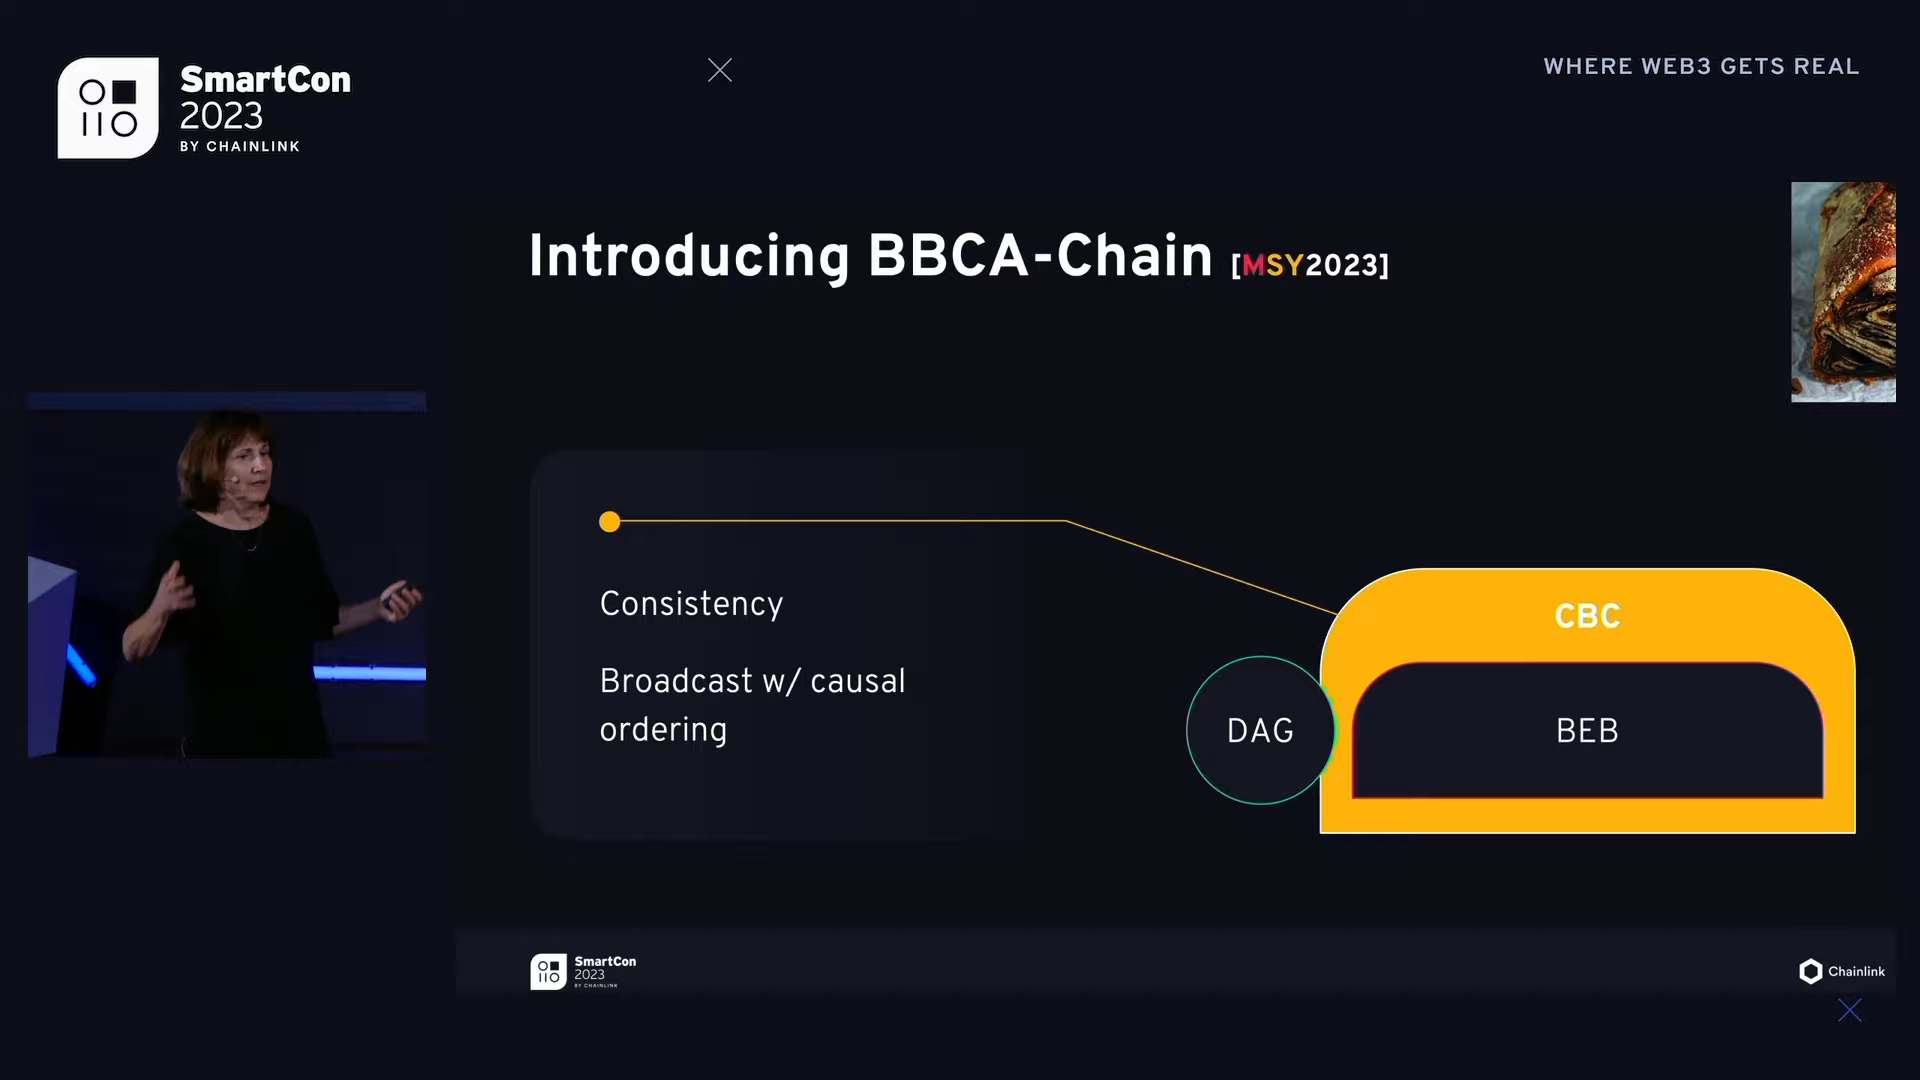 SmartCon
2023
BY CHAINLINK
WHERE WEB3 GETS REAL
Introducing BBCA-Chain [MSY2023]
Consistency
Broadcast w/ causal
ordering
CBC
DAG
BEB
SmartCon
2023
BY CHAINLINK
Chainlink